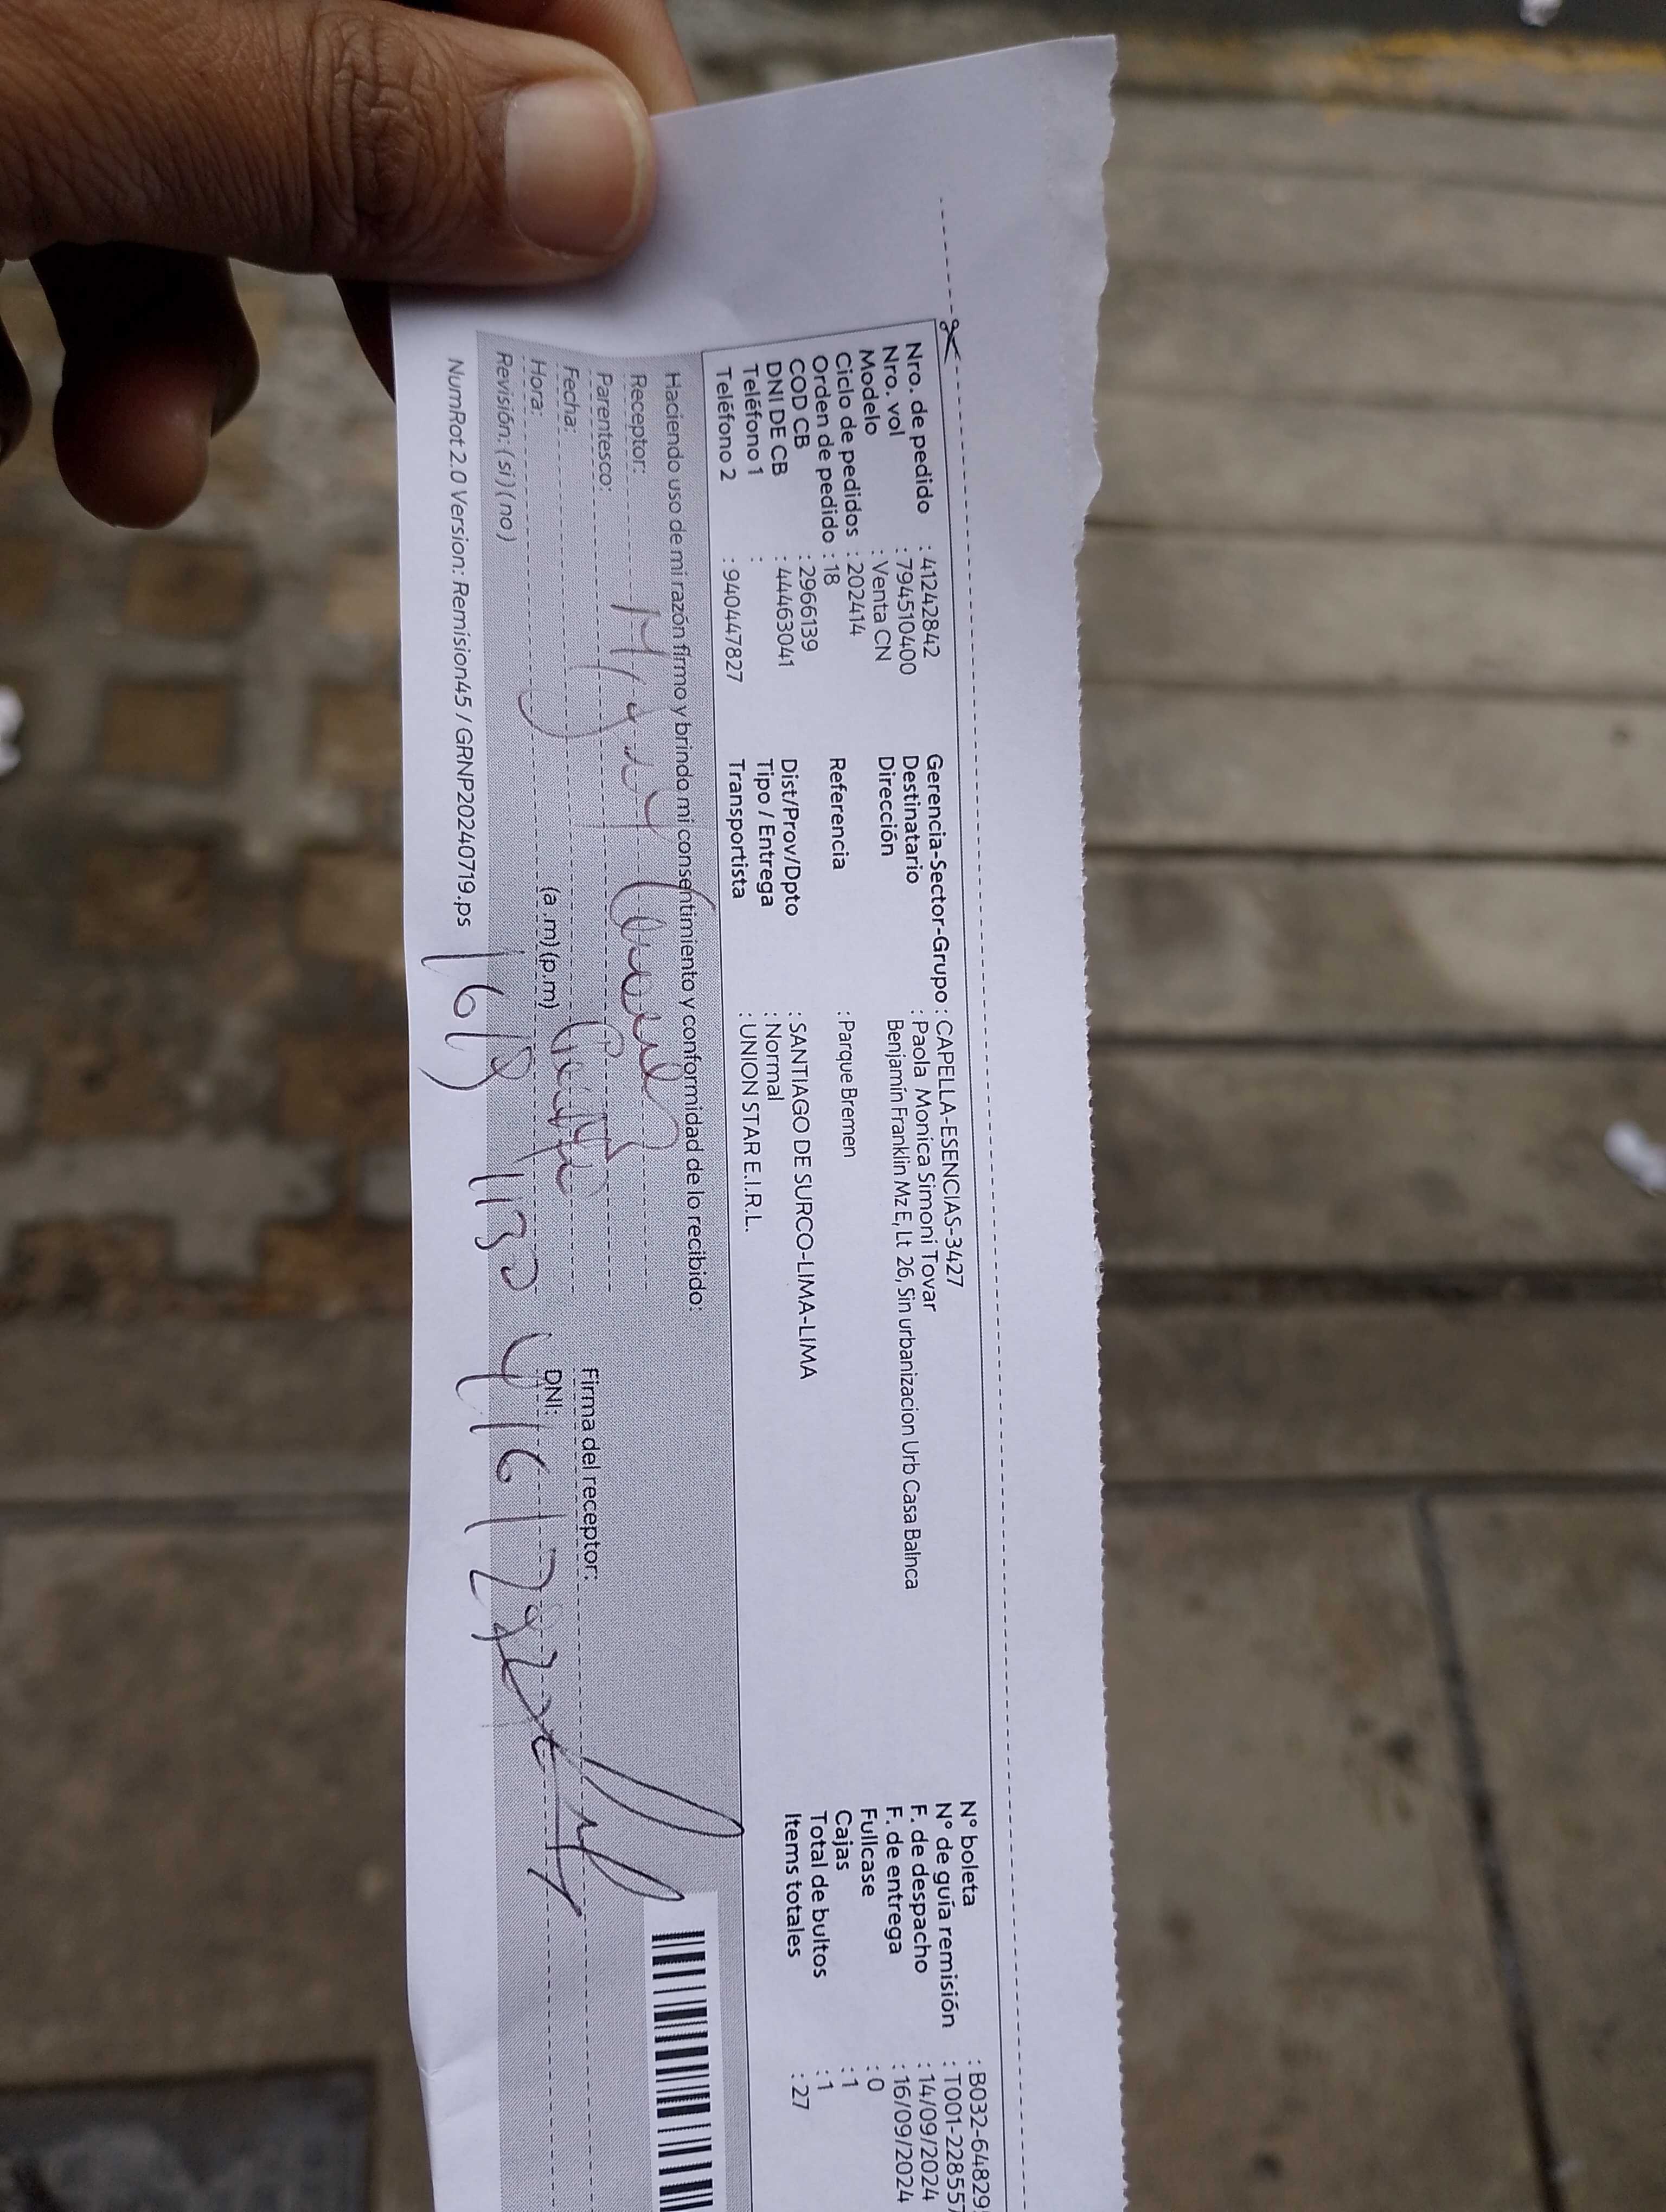 Nro. de pedido : 41242842
Nro. vol : 794510400
Modelo : Venta CN
Ciclo de pedidos : 202414
Orden de pedido : 18
COD CB : 2966139
DNI DE CB : 44463041
Teléfono 1 :
Teléfono 2 : 940447827
Gerencia-Sector-Grupo : CAPELLA-ESENCIAS-3427
Destinatario : Paola Monica Simoni Tovar
Dirección Benjamín Franklin Mz E, Lt 26, Sin urbanizacion Urb Casa Balnca
Referencia : Parque Bremen
Dist/Prov/Dpto : SANTIAGO DE SURCO-LIMA-LIMA
Tipo / Entrega : Normal
Transportista : UNION STAR E.I.R.L.
N° boleta : B032-64829
N° de guía remisión : T001-228557
F. de despacho : 14/09/2024
F. de entrega : 16/09/2024
Fullcase : 0
Cajas : 1
Total de bultos : 1
Items totales : 27
Haciendo uso de mi razón firmo y brindo mi consentimiento y conformidad de lo recibido:
Receptor:
Parentesco:
Fecha:
Hora: (a .m) (p.m) 1130
Revisión: (si) (no)
Firma del receptor:
DNI:
NumRot 2.0 Version: Remision45 / GRNP20240719.ps